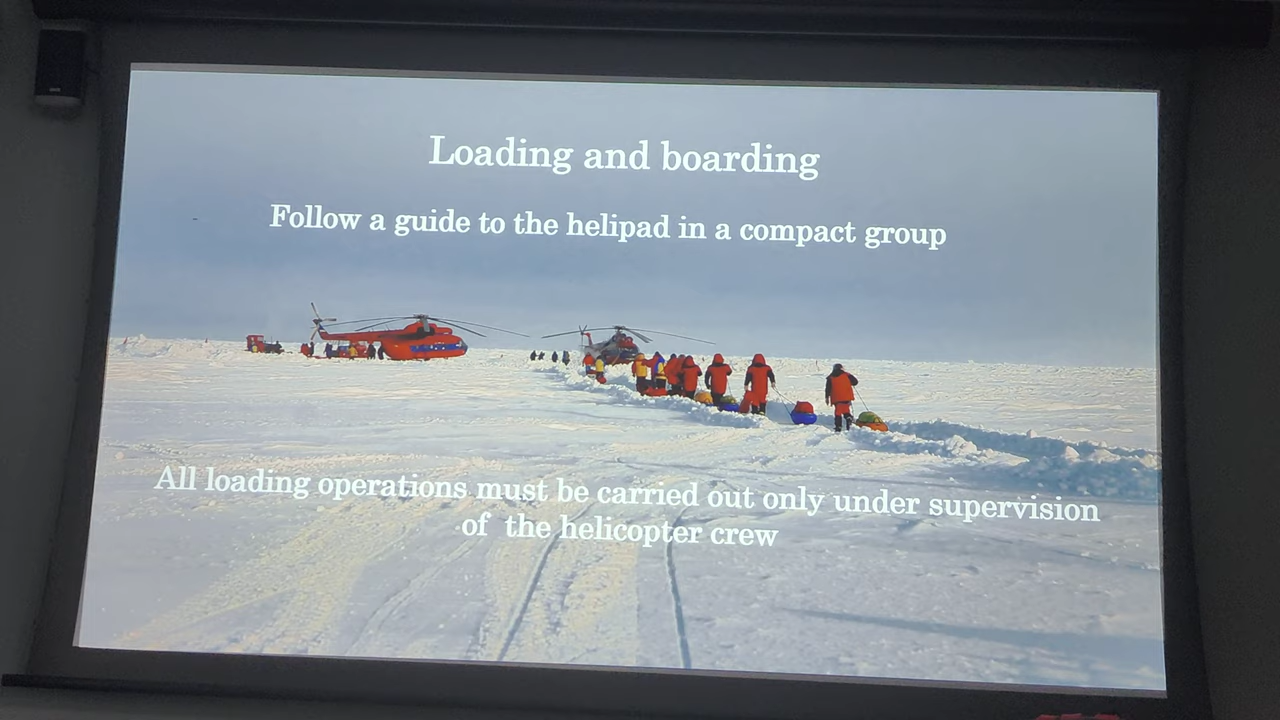 Loading and boarding
Follow a guide to the helipad in a compact group
All loading operations must be carried out only under supervision
of the helicopter crew